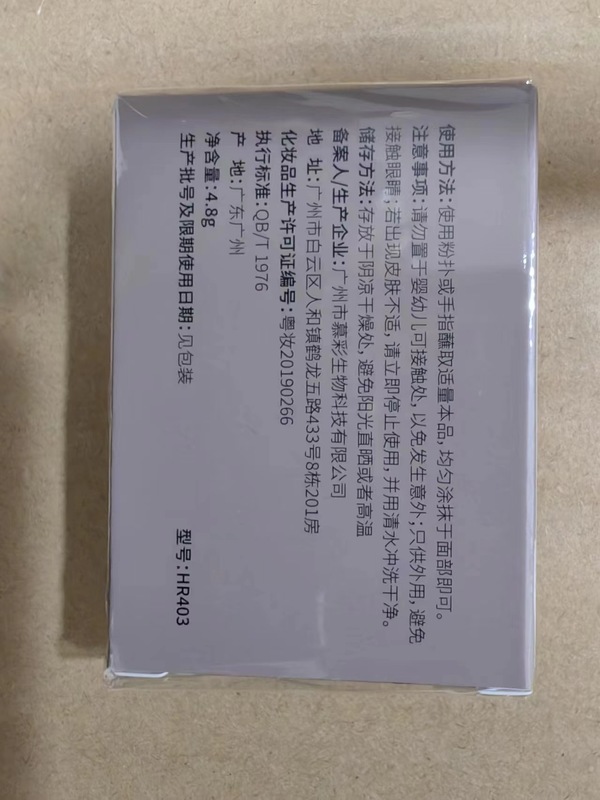 使用方法:使用粉扑或手指蘸取适量本品,均匀涂抹于面部即可。
注意事项:请勿置于婴幼儿可接触处,以免发生意外;只供外用,避免
接触眼睛;若出现皮肤不适,请立即停止使用,并用清水冲洗干净。
储存方法:存放于阴凉干燥处,避免阳光直晒或者高温
备案人/生产企业:广州市慕彩生物科技有限公司
地 址:广州市白云区人和镇鹤龙五路433号8栋201房
化妆品生产许可证编号:粤妆20190266
执行标准:QB/T 1976
产 地:广东广州
净含量:4.8g
生产批号及限期使用日期:见包装
型号:HR403